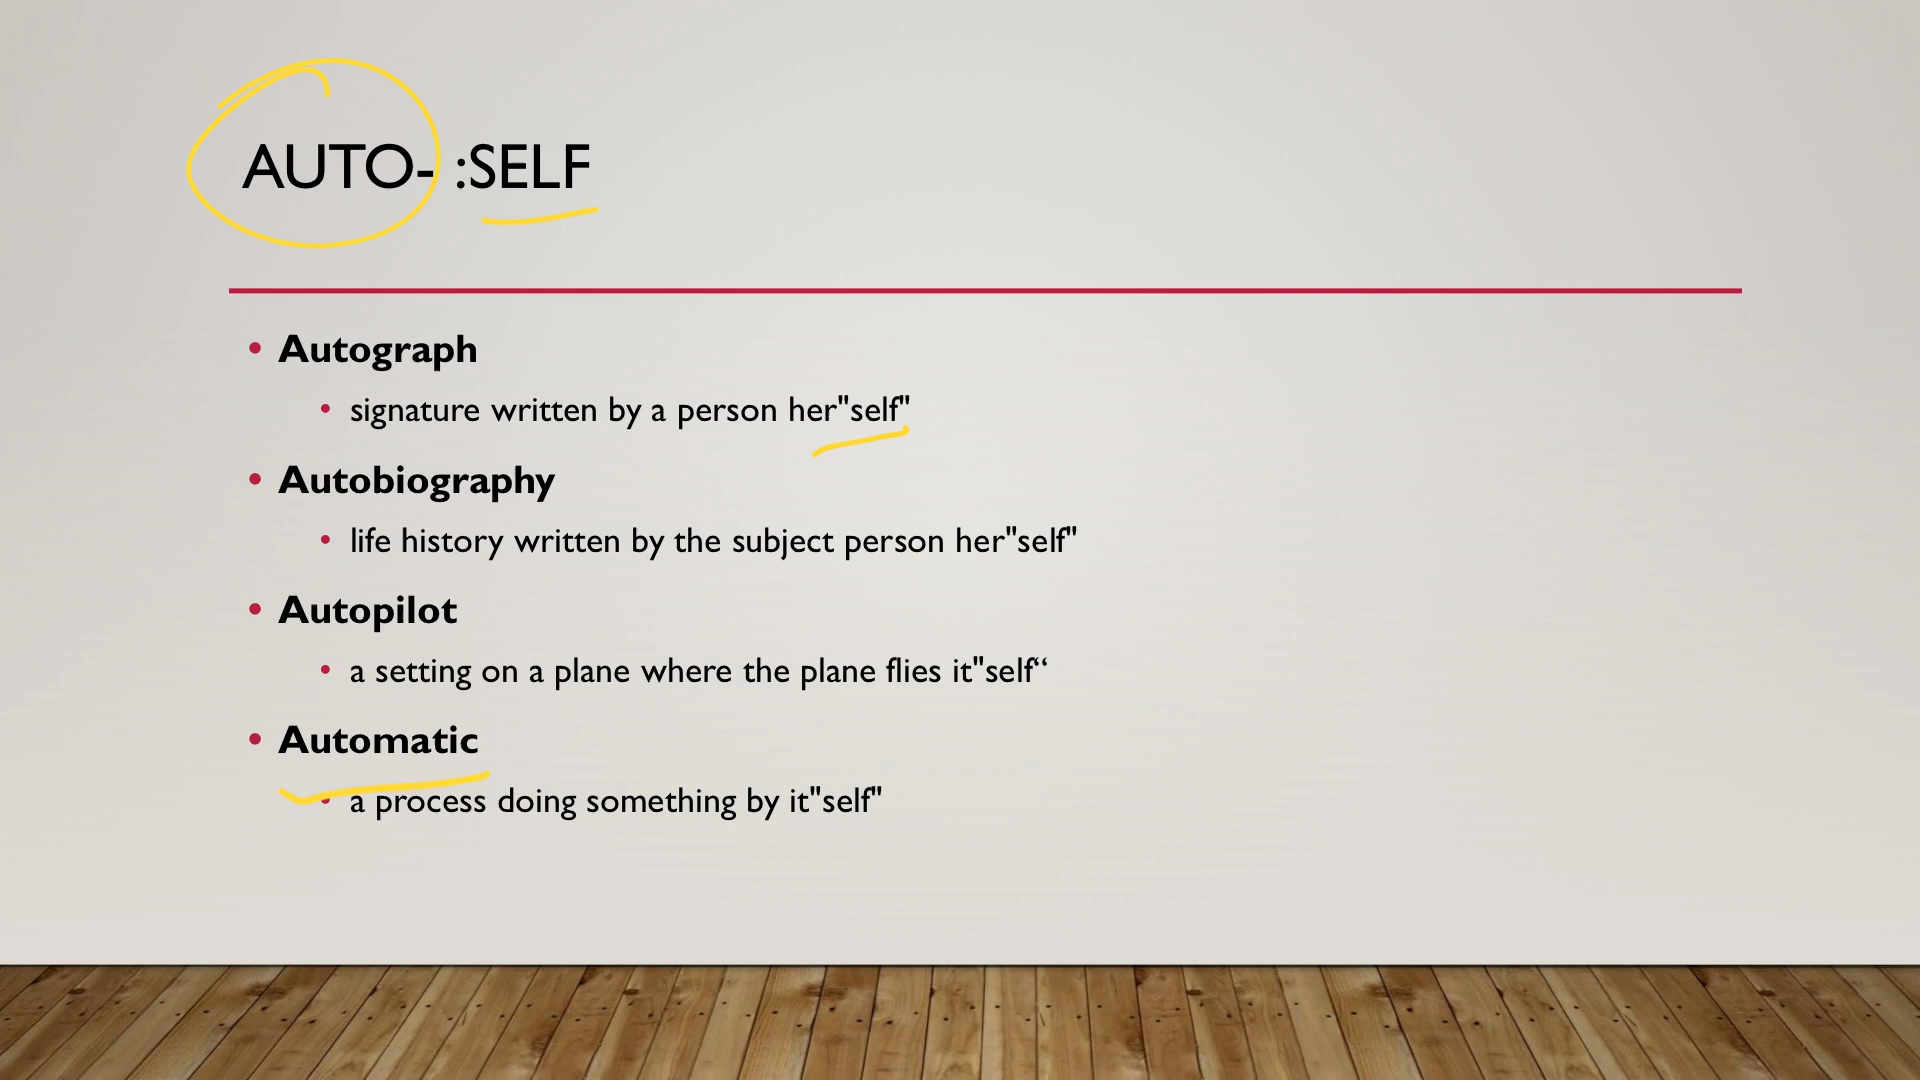 AUTO- :SELF
• Autograph
• signature written by a person her"self"
• Autobiography
• life history written by the subject person her"self"
• Autopilot
• a setting on a plane where the plane flies it"self“
• Automatic
• a process doing something by it"self"